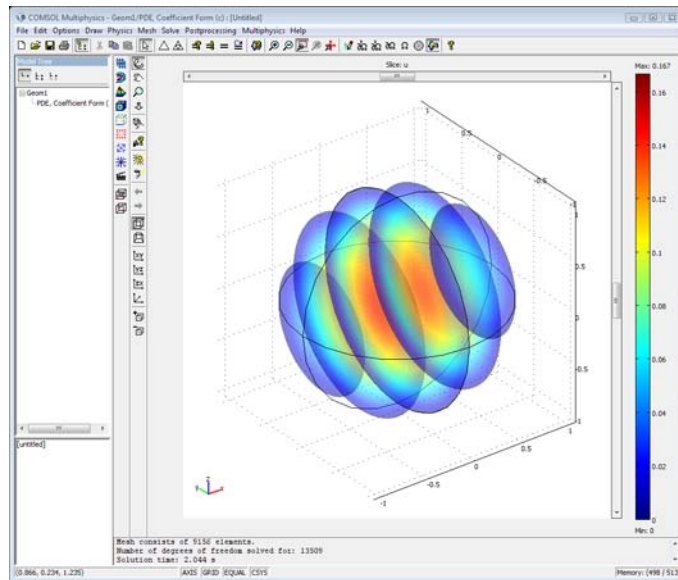 COMSOL Multiphysics - Geom1/PDE, Coefficient Form (c) : [Untitled]
File Edit Options Draw Physics Mesh Solve Postprocessing Multiphysics Help
Model Tree
Geom1
PDE, Coefficient Form (
[untitled]
Slice: u
Max: 0.167
0.16
0.14
0.12
0.1
0.08
0.06
0.04
0.02
0
Min: 0
1
0.5
0
-0.5
-1
1
0.5
0
-0.5
-1
-0.5
0
0.5
1
z
y
x
Mesh consists of 9156 elements.
Number of degrees of freedom solved for: 13509
Solution time: 2.044 s
(0.866, 0.234, 1.235)
AXIS GRID EQUAL CSYS
Memory: (498 / 513